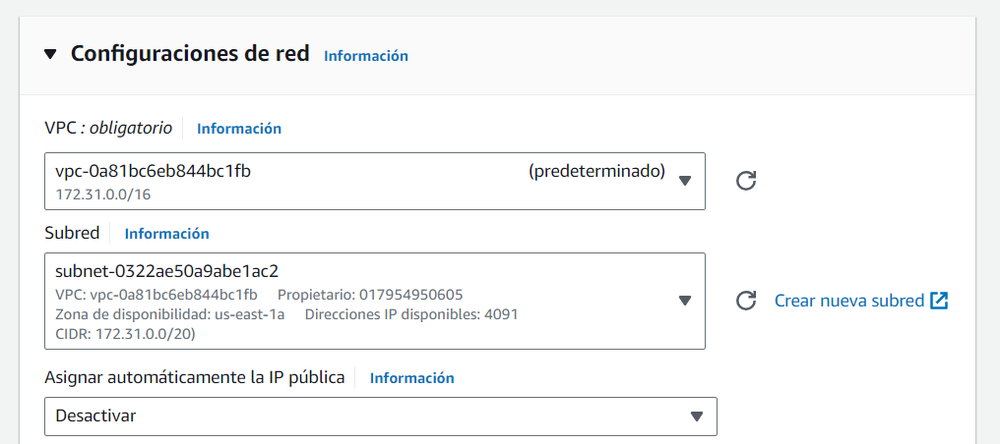 Configuraciones de red Información
VPC : obligatorio Información
vpc-0a81bc6eb844bc1fb (predeterminado)
172.31.0.0/16
Subred Información
subnet-0322ae50a9abe1ac2
VPC: vpc-0a81bc6eb844bc1fb Propietario: 017954950605
Zona de disponibilidad: us-east-1a Direcciones IP disponibles: 4091
CIDR: 172.31.0.0/20)
Crear nueva subred
Asignar automáticamente la IP pública Información
Desactivar